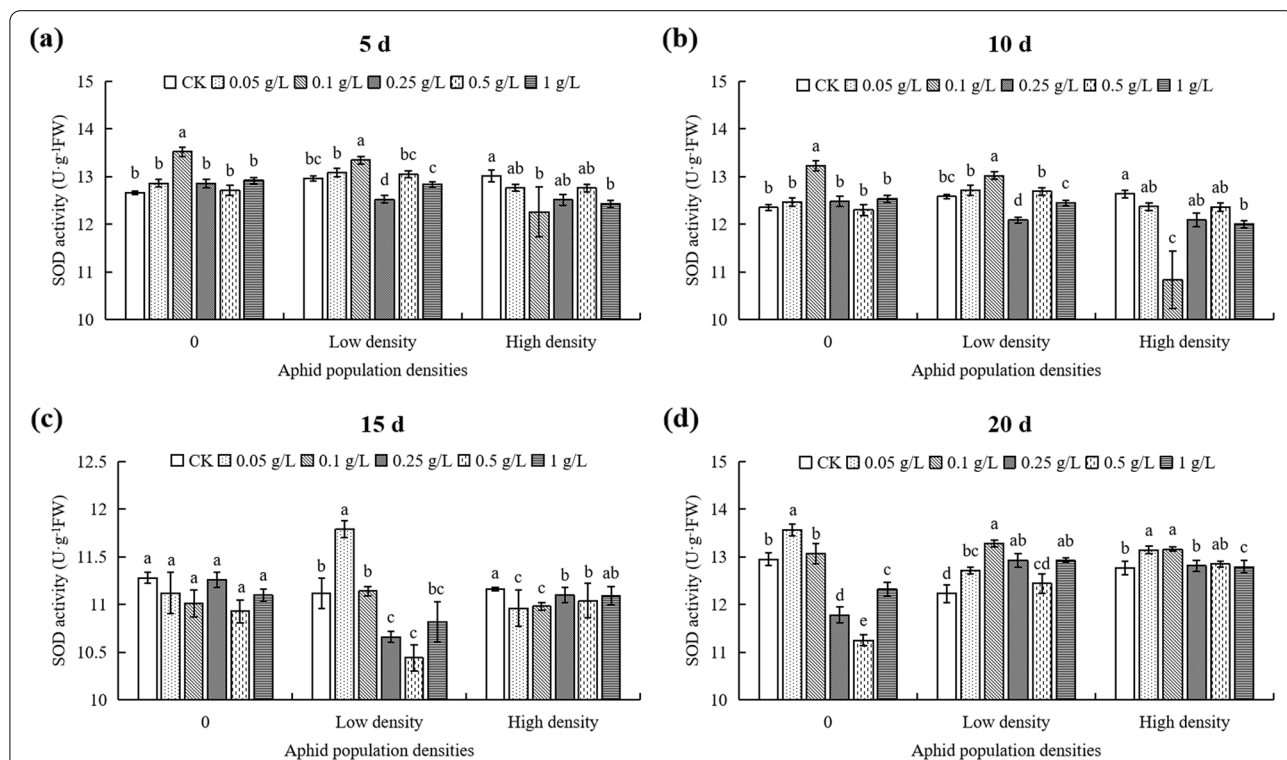 (a)
5 d
CK 0.05 g/L 0.1 g/L 0.25 g/L 0.5 g/L 1 g/L
SOD activity (U·g⁻¹FW)
15
14
13
12
11
10
b b a b b b
bc b a d bc c
a ab b ab ab b
0 Low density High density
Aphid population densities
(b)
10 d
CK 0.05 g/L 0.1 g/L 0.25 g/L 0.5 g/L 1 g/L
SOD activity (U·g⁻¹FW)
15
14
13
12
11
10
b b a b b b
bc b a d b c
a ab c ab ab b
0 Low density High density
Aphid population densities
(c)
15 d
CK 0.05 g/L 0.1 g/L 0.25 g/L 0.5 g/L 1 g/L
SOD activity (U·g⁻¹FW)
12.5
12
11.5
11
10.5
10
a a a a a a
b a b c c bc
a c c b b ab
0 Low density High density
Aphid population densities
(d)
20 d
CK 0.05 g/L 0.1 g/L 0.25 g/L 0.5 g/L 1 g/L
SOD activity (U·g⁻¹FW)
15
14
13
12
11
10
b a b d e c
d bc a ab cd ab
b a a b ab c
0 Low density High density
Aphid population densities